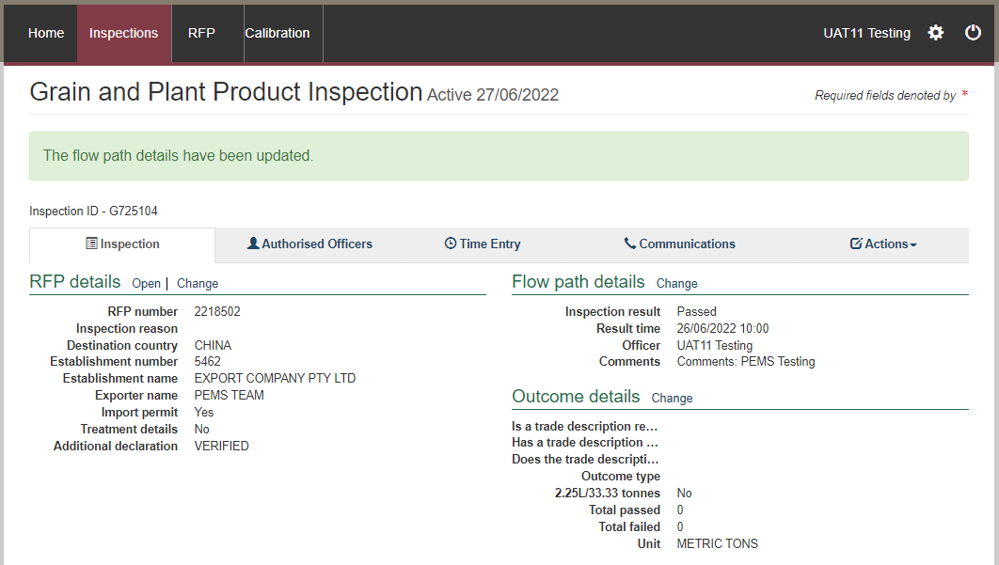 Home Inspections RFP Calibration UAT11 Testing
Grain and Plant Product Inspection Active 27/06/2022
Required fields denoted by *
The flow path details have been updated.
Inspection ID - G725104
Inspection Authorised Officers Time Entry Communications Actions
RFP details Open | Change
RFP number 2218502
Inspection reason
Destination country CHINA
Establishment number 5462
Establishment name EXPORT COMPANY PTY LTD
Exporter name PEMS TEAM
Import permit Yes
Treatment details No
Additional declaration VERIFIED
Flow path details Change
Inspection result Passed
Result time 26/06/2022 10:00
Officer UAT11 Testing
Comments Comments: PEMS Testing
Outcome details Change
Is a trade description re…
Has a trade description …
Does the trade descripti…
Outcome type
2.25L/33.33 tonnes No
Total passed 0
Total failed 0
Unit METRIC TONS